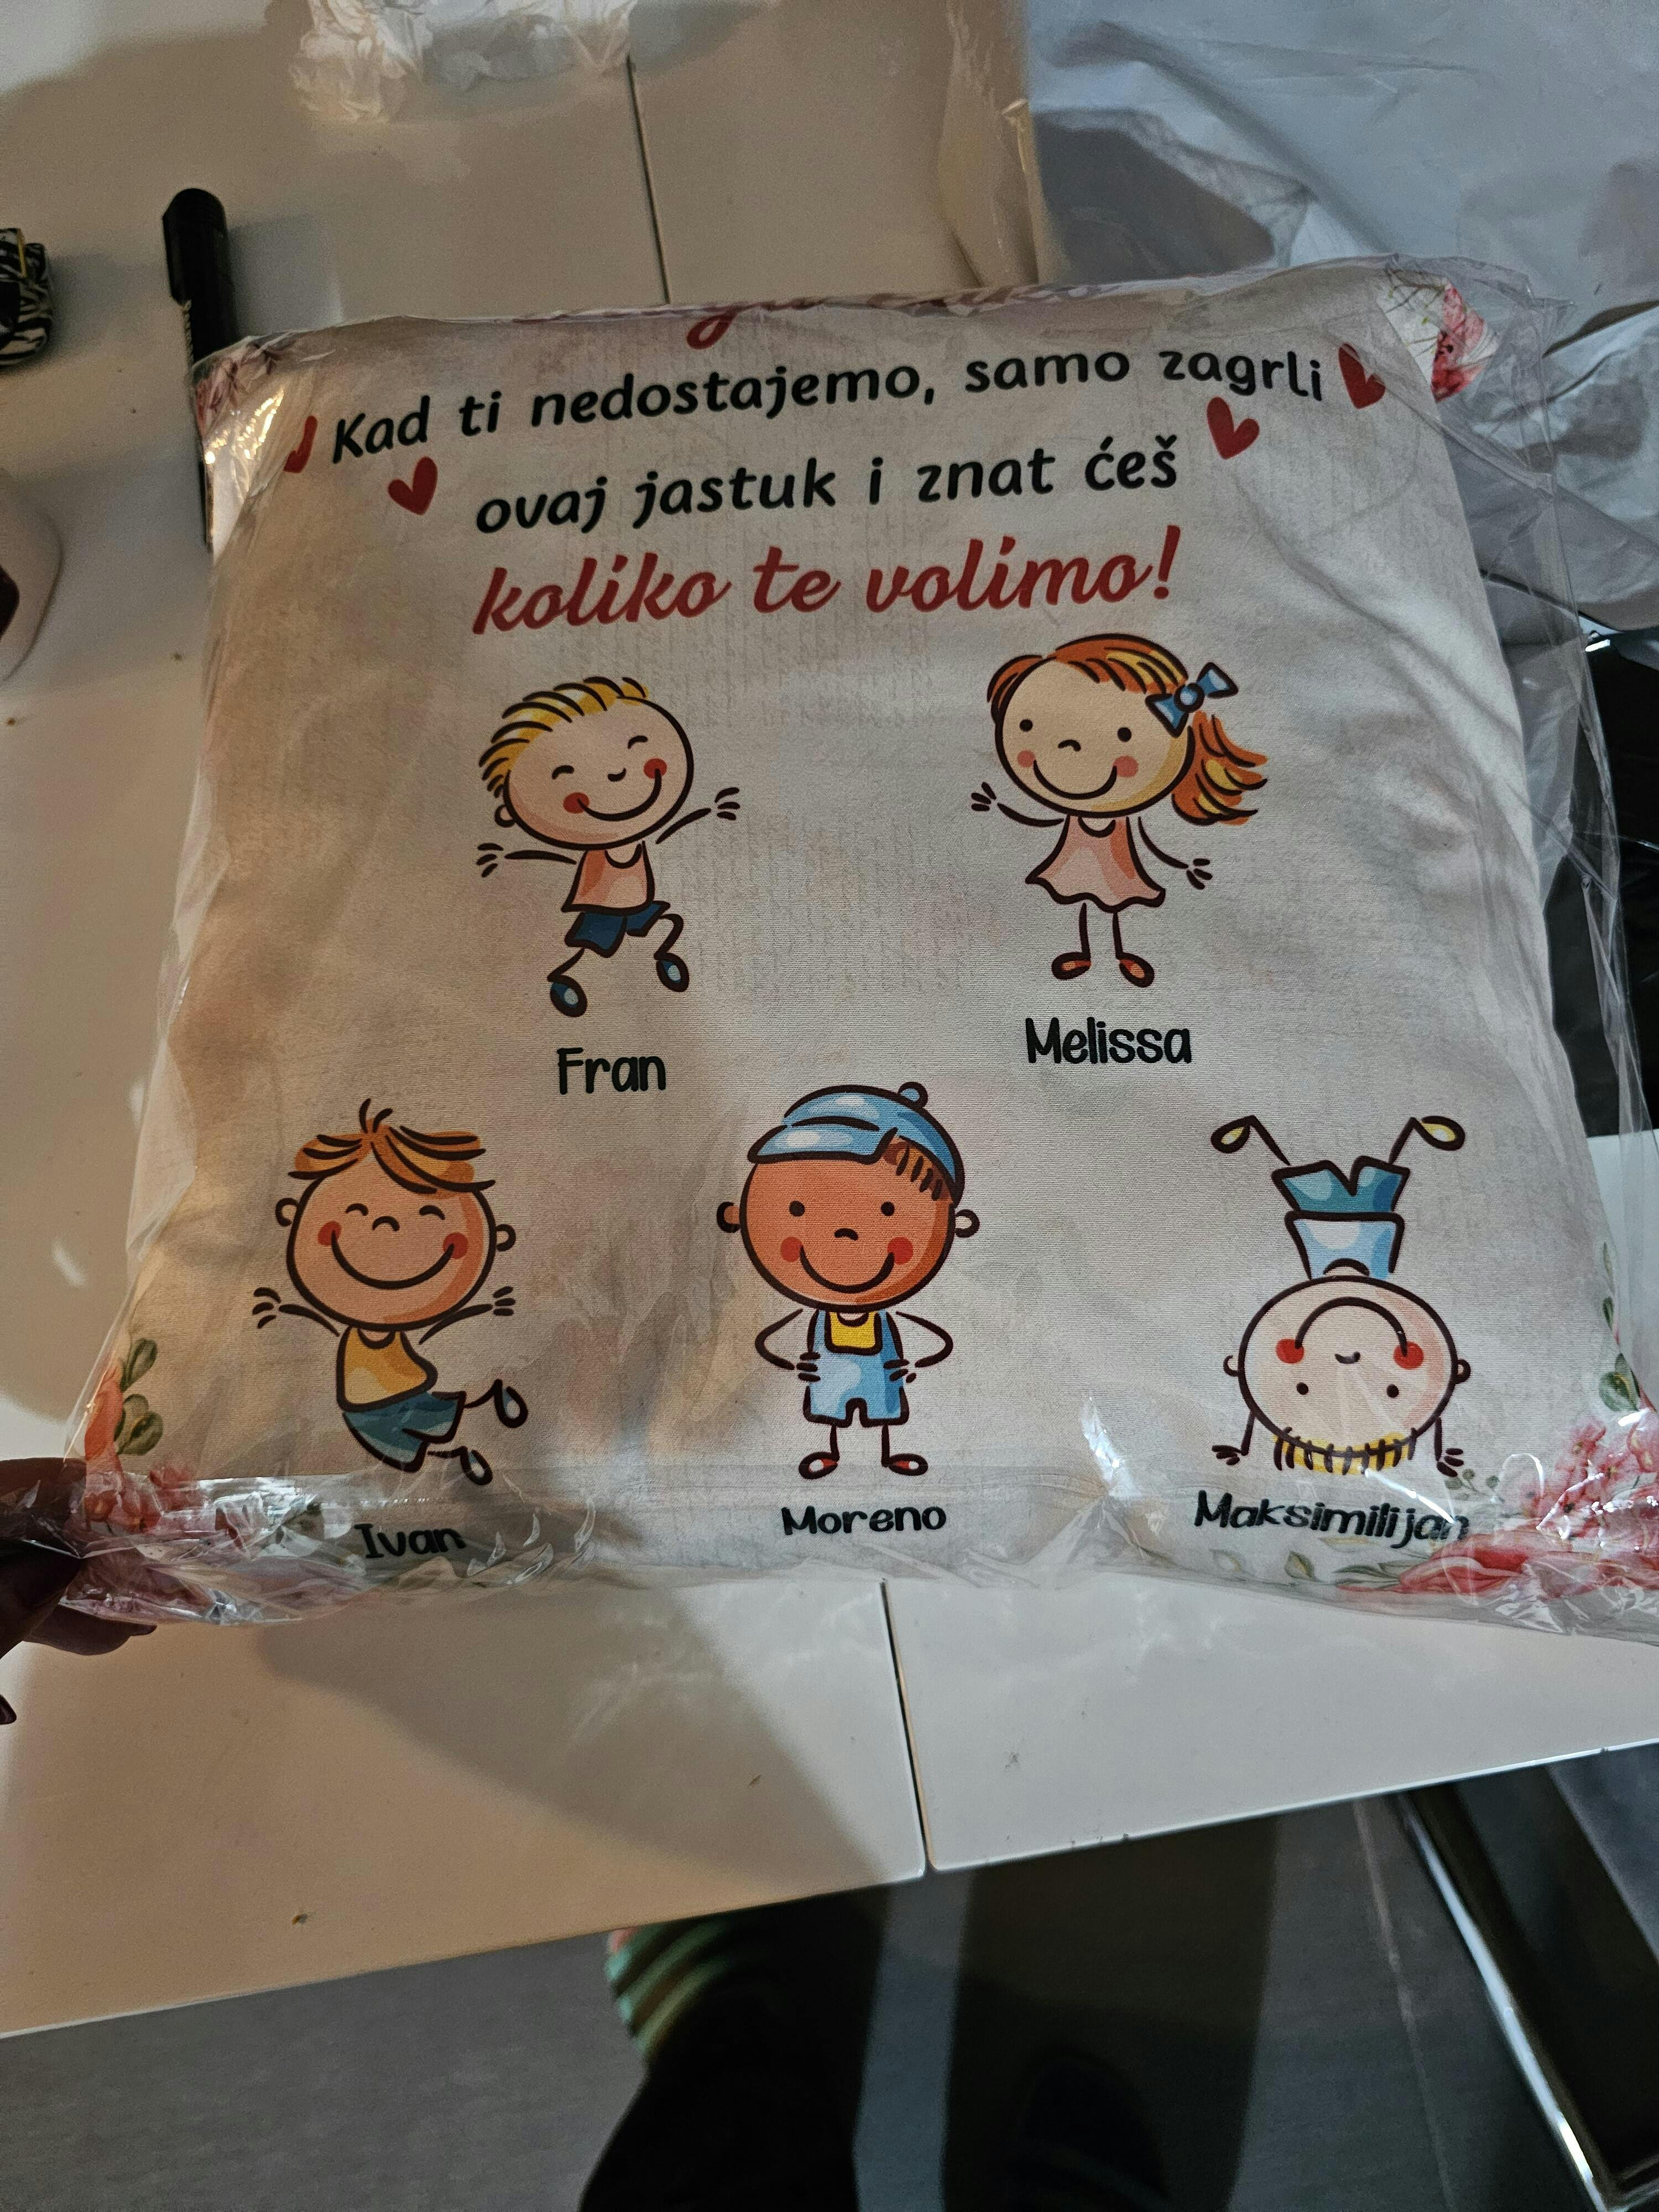 Kad ti nedostajemo, samo zagrli
ovaj jastuk i znat ćeš
koliko te volimo!
Fran
Melissa
Ivan
Moreno
Maksimilijan